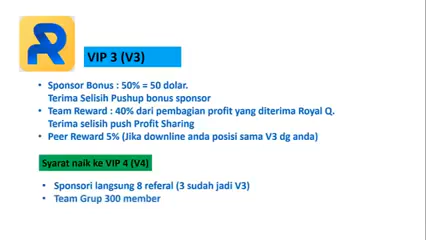 VIP 3 (V3)
• Sponsor Bonus : 50% = 50 dolar.
Terima Selisih Pushup bonus sponsor
• Team Reward : 40% dari pembagian profit yang diterima Royal Q.
Terima selisih push Profit Sharing
• Peer Reward 5% (Jika downline anda posisi sama V3 dg anda)
Syarat naik ke VIP 4 (V4)
• Sponsori langsung 8 referal (3 sudah jadi V3)
• Team Grup 300 member